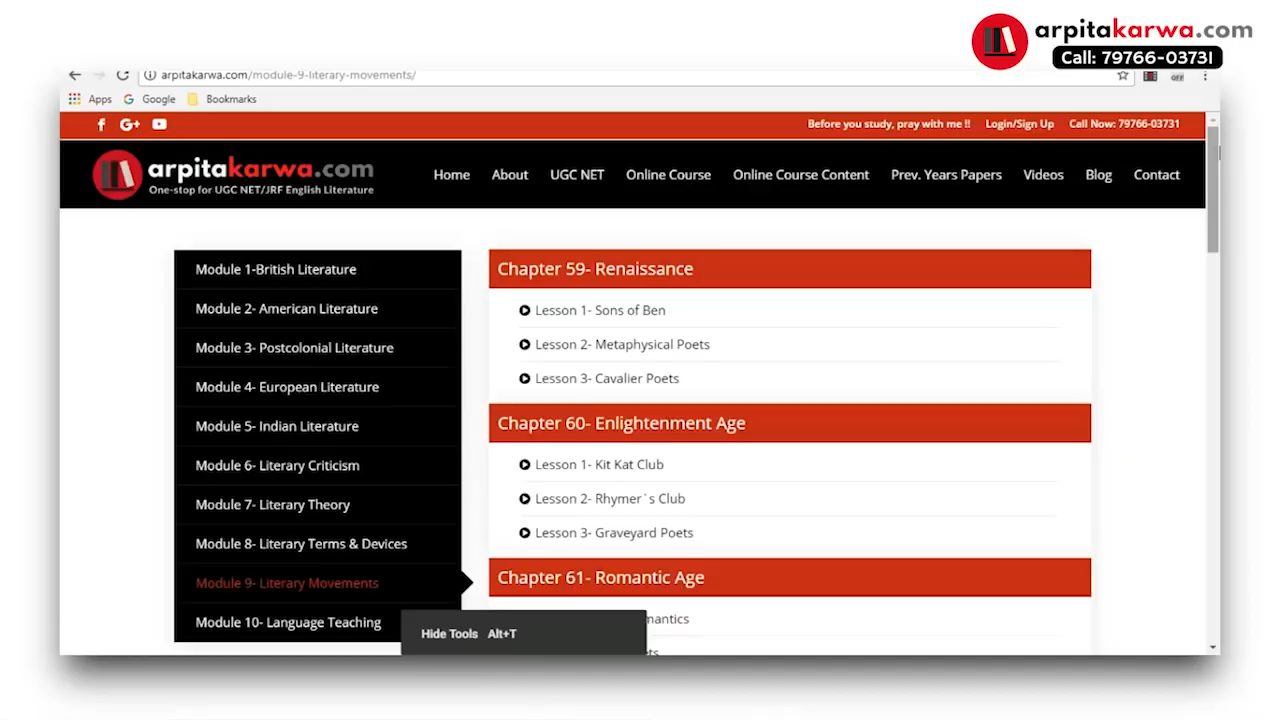 arpitakarwa.com
Call: 79766-03731
arpitakarwa.com/module-9-literary-movements/
OFF
Apps Google Bookmarks
f G+ Before you study, pray with me !! Login/Sign Up Call Now: 79766-03731
arpitakarwa.com
One-stop for UGC NET/JRF English Literature
Home About UGC NET Online Course Online Course Content Prev. Years Papers Videos Blog Contact
Module 1-British Literature
Module 2- American Literature
Module 3- Postcolonial Literature
Module 4- European Literature
Module 5- Indian Literature
Module 6- Literary Criticism
Module 7- Literary Theory
Module 8- Literary Terms & Devices
Module 9- Literary Movements
Module 10- Language Teaching
Chapter 59- Renaissance
Lesson 1- Sons of Ben
Lesson 2- Metaphysical Poets
Lesson 3- Cavalier Poets
Chapter 60- Enlightenment Age
Lesson 1- Kit Kat Club
Lesson 2- Rhymer`s Club
Lesson 3- Graveyard Poets
Chapter 61- Romantic Age
mantics
ets
Hide Tools Alt+T